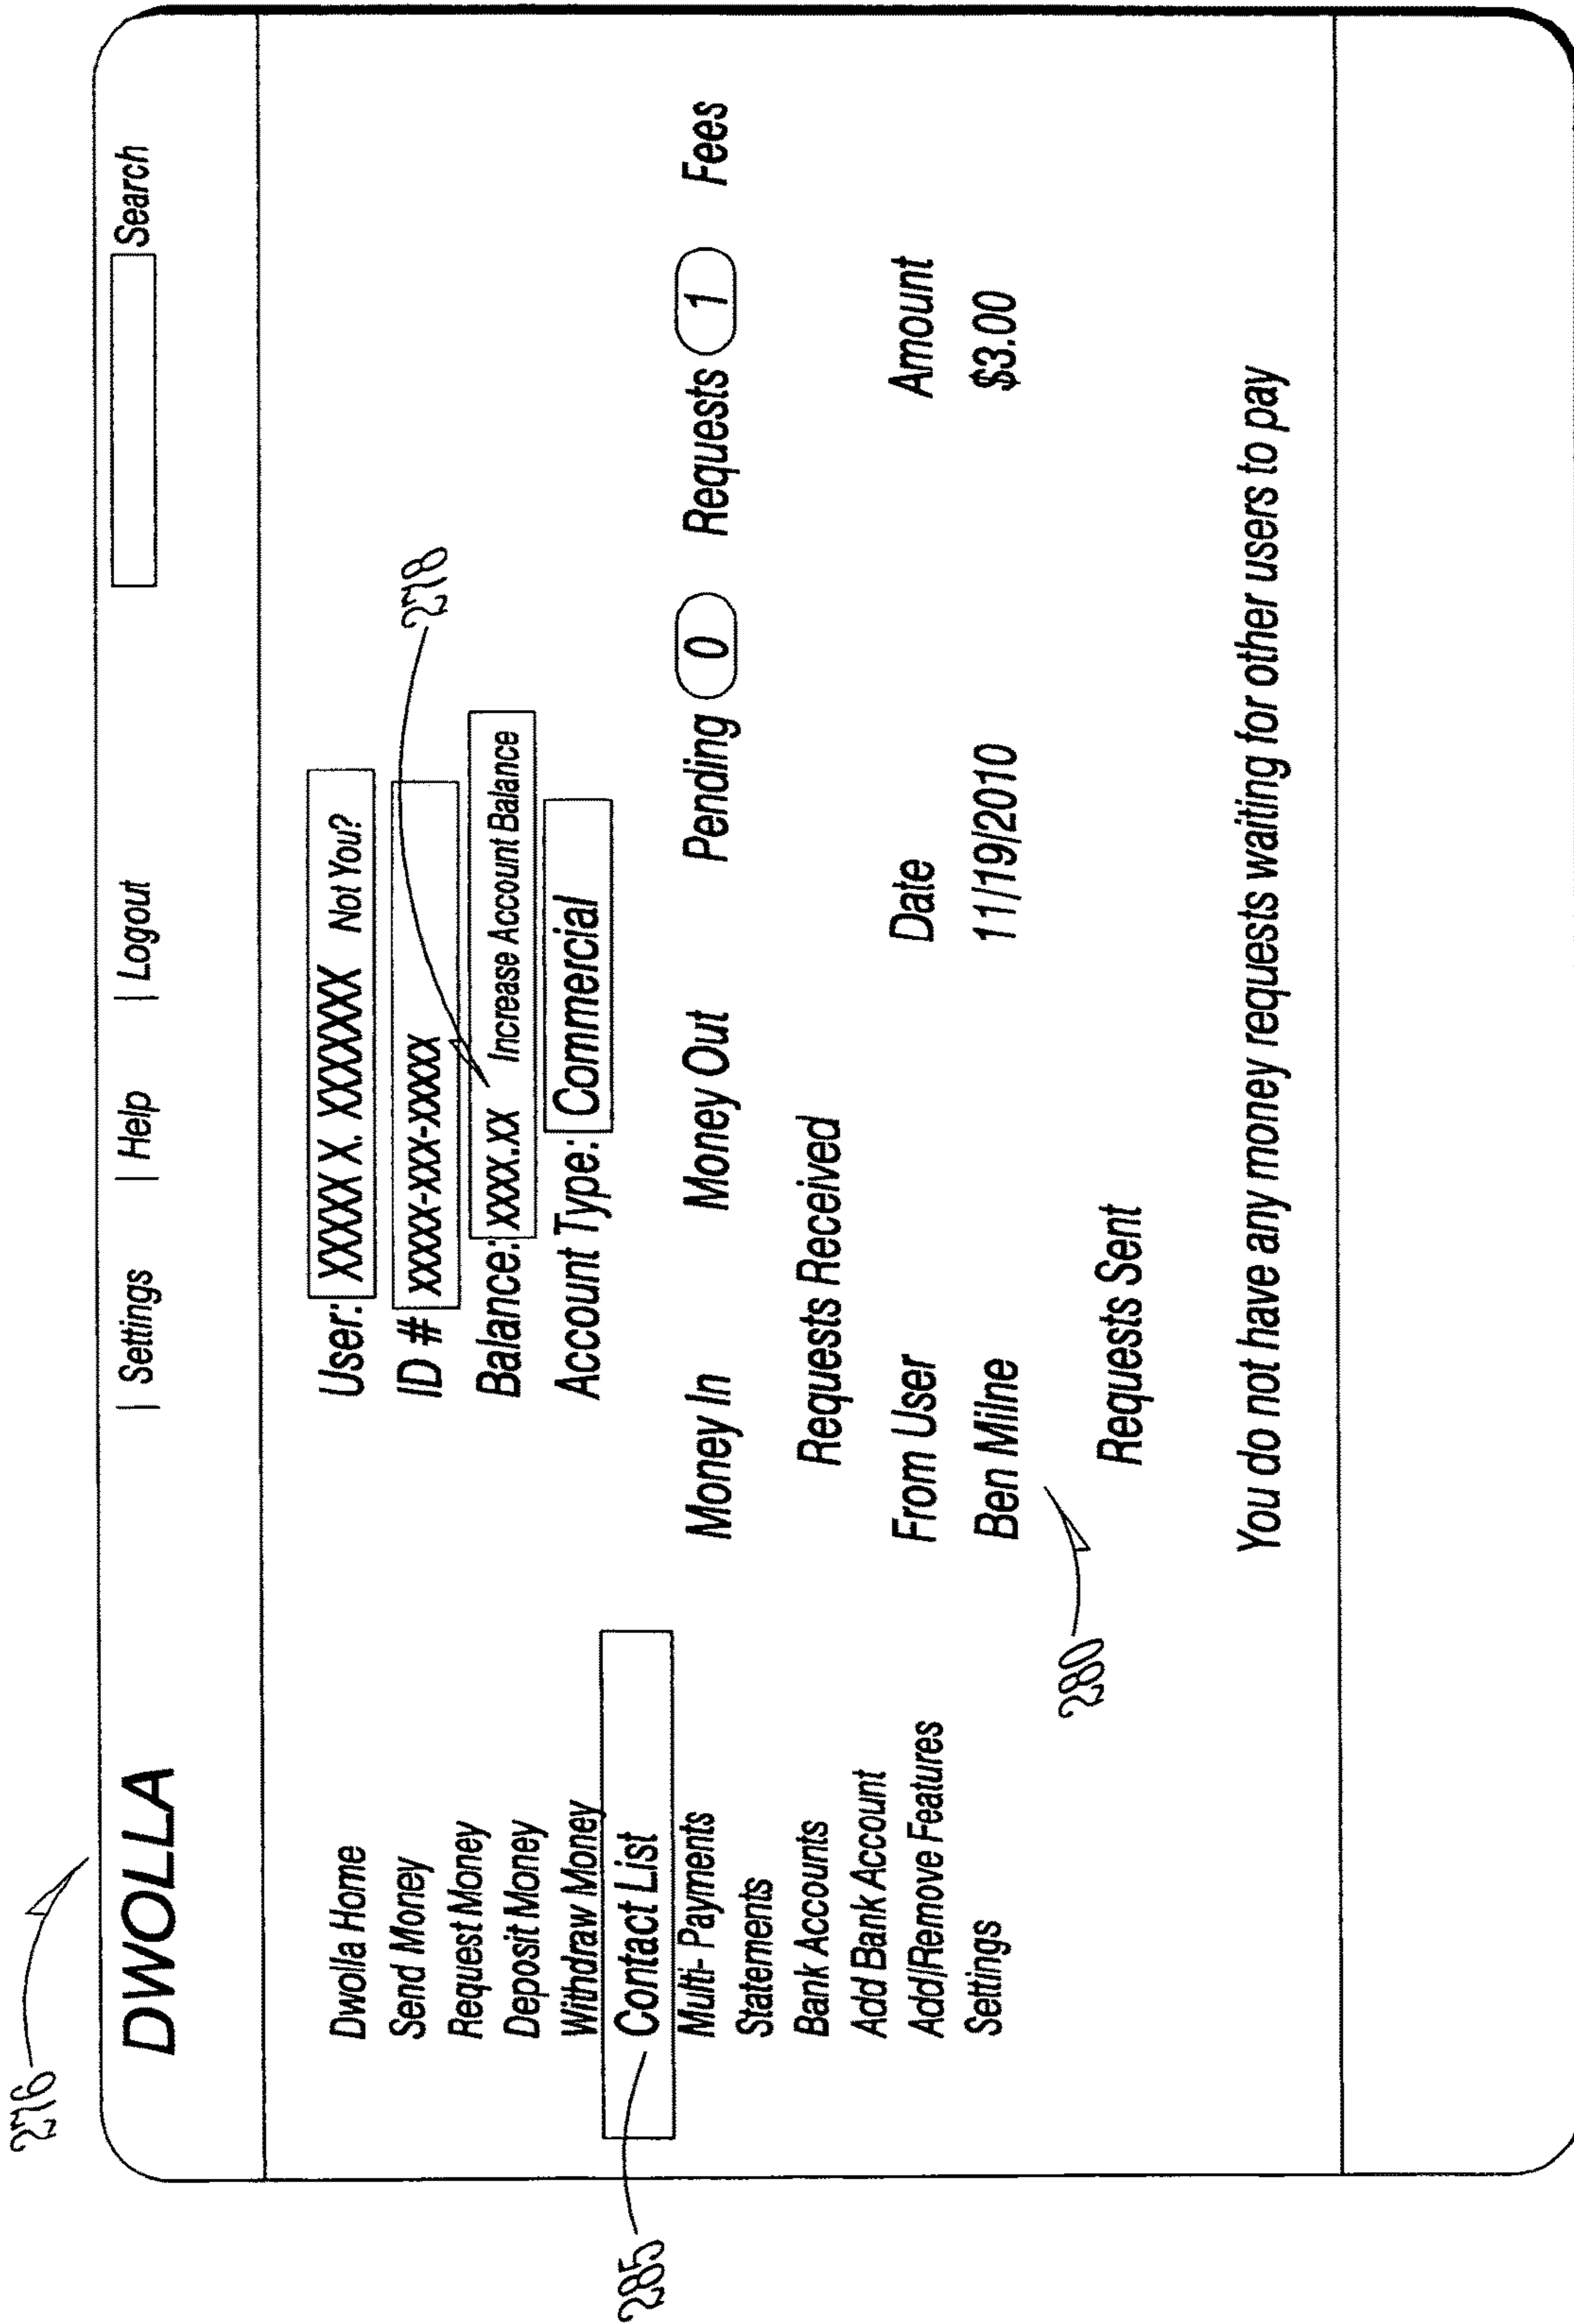 276
DWOLLA | Settings | Help | Logout Search
User: XXXXX X. XXXXXXX Not You?
ID # XXXX-XXX-XXXX
278
Balance: XXXX.XX Increase Account Balance
Account Type: Commercial
Dwolla Home
Send Money
Request Money
Deposit Money
Withdraw Money
285
Contact List
Multi- Payments
Statements
Bank Accounts
Add Bank Account
Add/Remove Features
Settings
Money In Money Out Pending 0 Requests 1 Fees
Requests Received
From User Date Amount
Ben Milne 11/19/2010 $3.00
280
Requests Sent
You do not have any money requests waiting for other users to pay